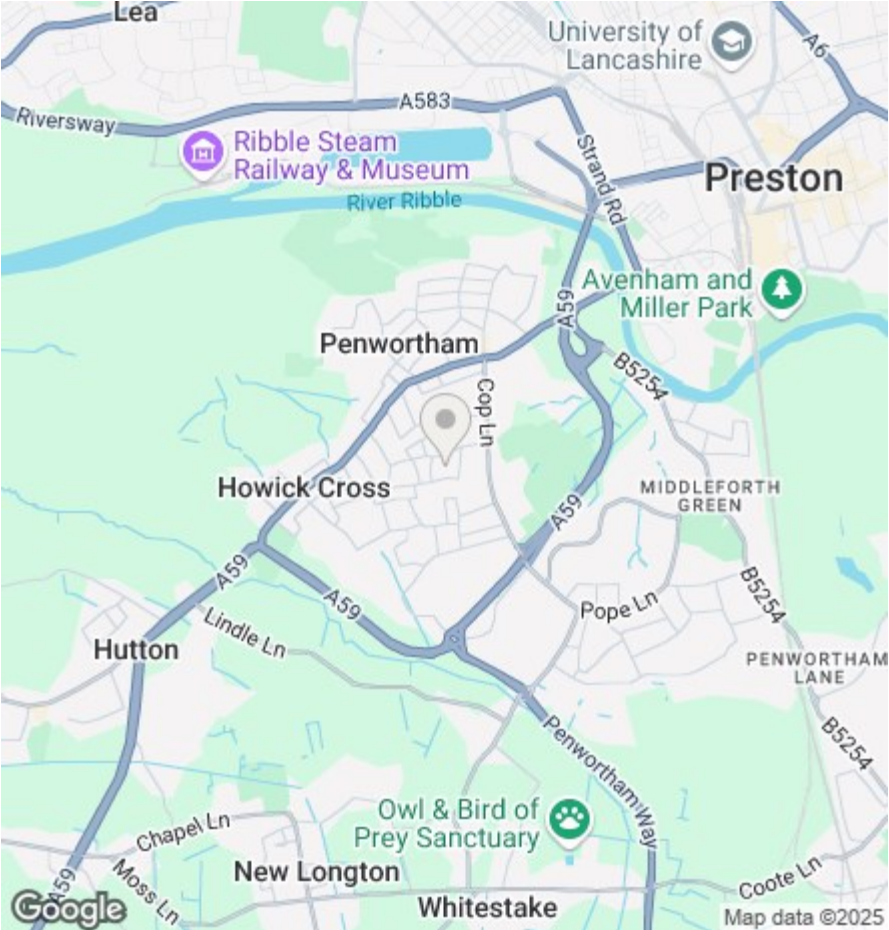 Lea
University of
Lancashire
A6
A583
Riversway
Ribble Steam
Railway & Museum
Strand Rd
Preston
River Ribble
Avenham and
Miller Park
A59
Penwortham
B5254
Cop Ln
Howick Cross
MIDDLEFORTH
GREEN
A59
A59
A59
B5254
Pope Ln
Lindle Ln
Hutton
PENWORTHAM
LANE
B5254
Penwortham Way
Owl & Bird of
Prey Sanctuary
Chapel Ln
New Longton
Moss Ln
A59
Coote Ln
Whitestake
Google
Map data ©2025